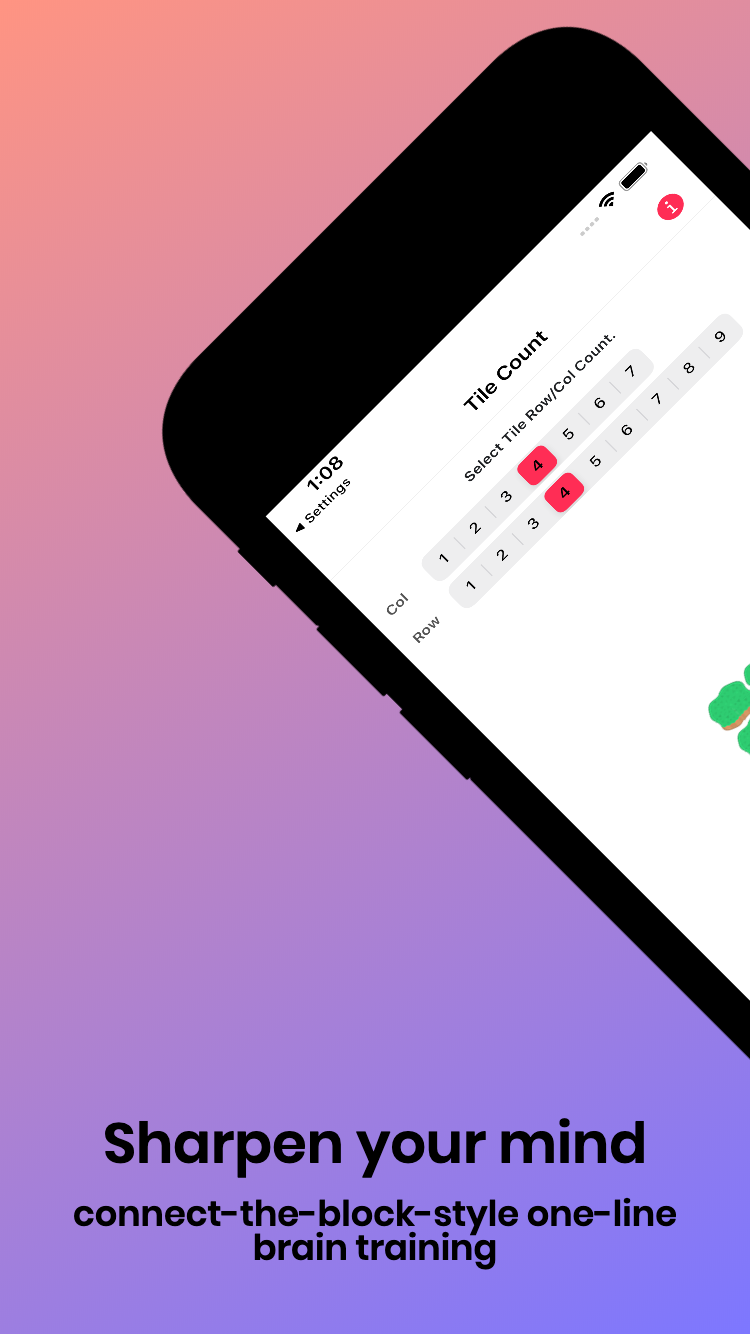 1:08
◀ Settings
Tile Count
Select Tile Row/Col Count.
Col 1 2 3 4 5 6 7
Row 1 2 3 4 5 6 7 8 9
Sharpen your mind
connect-the-block-style one-line
brain training